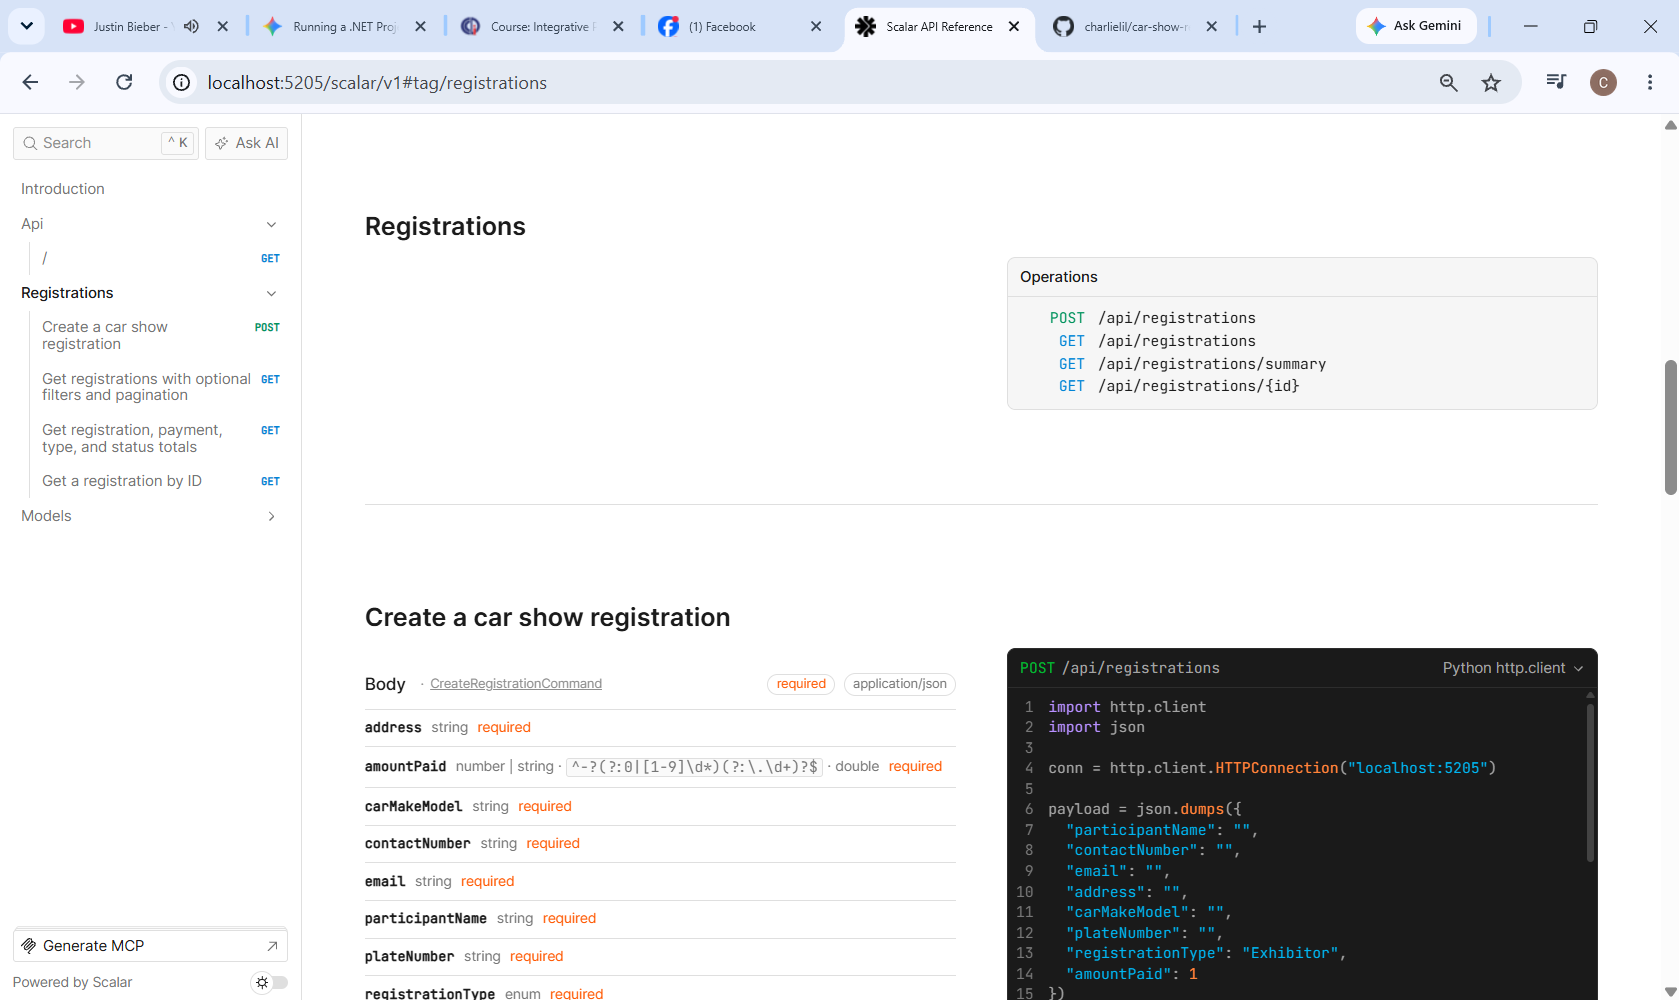 Justin Bieber -
Running a .NET Proj
Course: Integrative P
(1) Facebook
Scalar API Reference
charlielil/car-show-m
Ask Gemini
localhost:5205/scalar/v1#tag/registrations
C
Search
^ K
Ask AI
Introduction
Api
/
GET
Registrations
Create a car show
registration
POST
Get registrations with optional
filters and pagination
GET
Get registration, payment,
type, and status totals
GET
Get a registration by ID
GET
Models
Generate MCP
Powered by Scalar
Registrations
Operations
POST /api/registrations
GET /api/registrations
GET /api/registrations/summary
GET /api/registrations/{id}
Create a car show registration
Body · CreateRegistrationCommand required application/json
address string required
amountPaid number | string · ^-?(?:0|[1-9]\d*)(?:\.\d+)?$ · double required
carMakeModel string required
contactNumber string required
email string required
participantName string required
plateNumber string required
registrationType enum required
POST /api/registrations Python http.client
1 import http.client
2 import json
3
4 conn = http.client.HTTPConnection("localhost:5205")
5
6 payload = json.dumps({
7 "participantName": "",
8 "contactNumber": "",
9 "email": "",
10 "address": "",
11 "carMakeModel": "",
12 "plateNumber": "",
13 "registrationType": "Exhibitor",
14 "amountPaid": 1
15 })